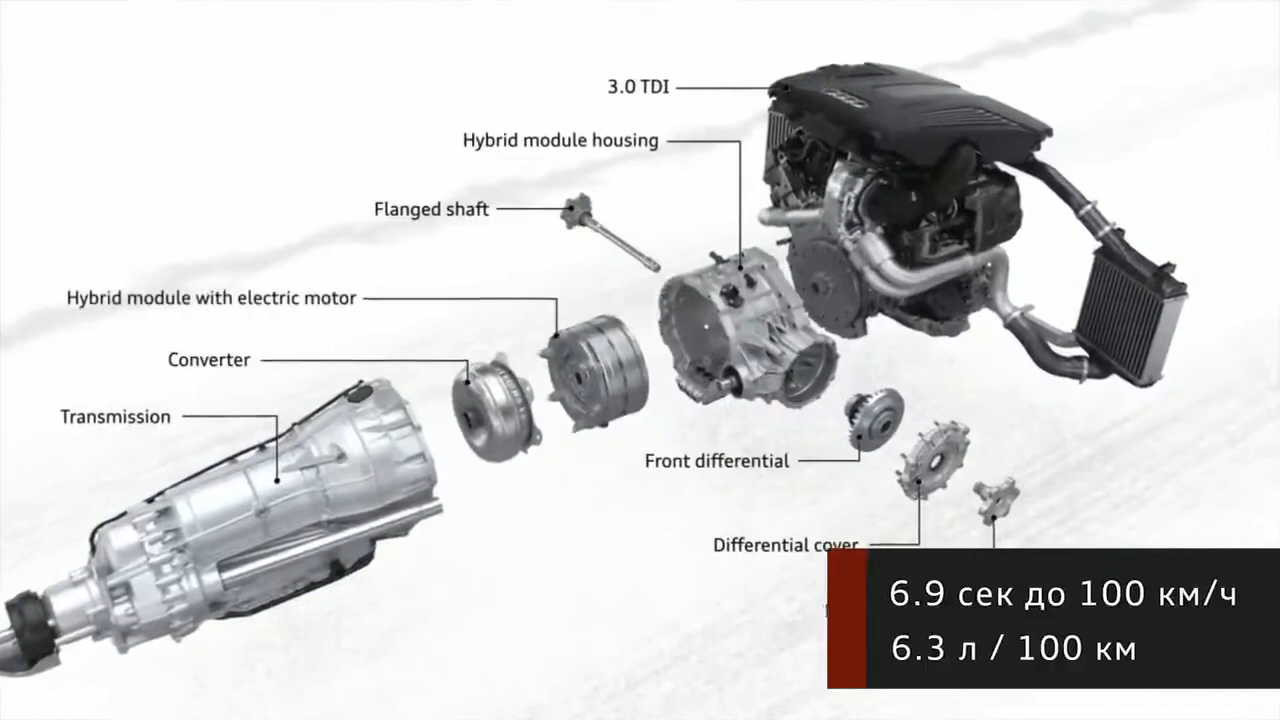 3.0 TDI
Hybrid module housing
Flanged shaft
Hybrid module with electric motor
Converter
Transmission
Front differential
Differential cover
6.9 сек до 100 км/ч
6.3 л / 100 км